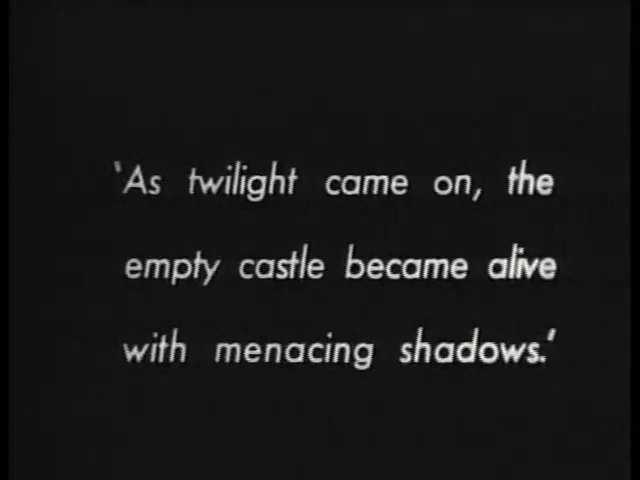 ‘As twilight came on, the
empty castle became alive
with menacing shadows.’